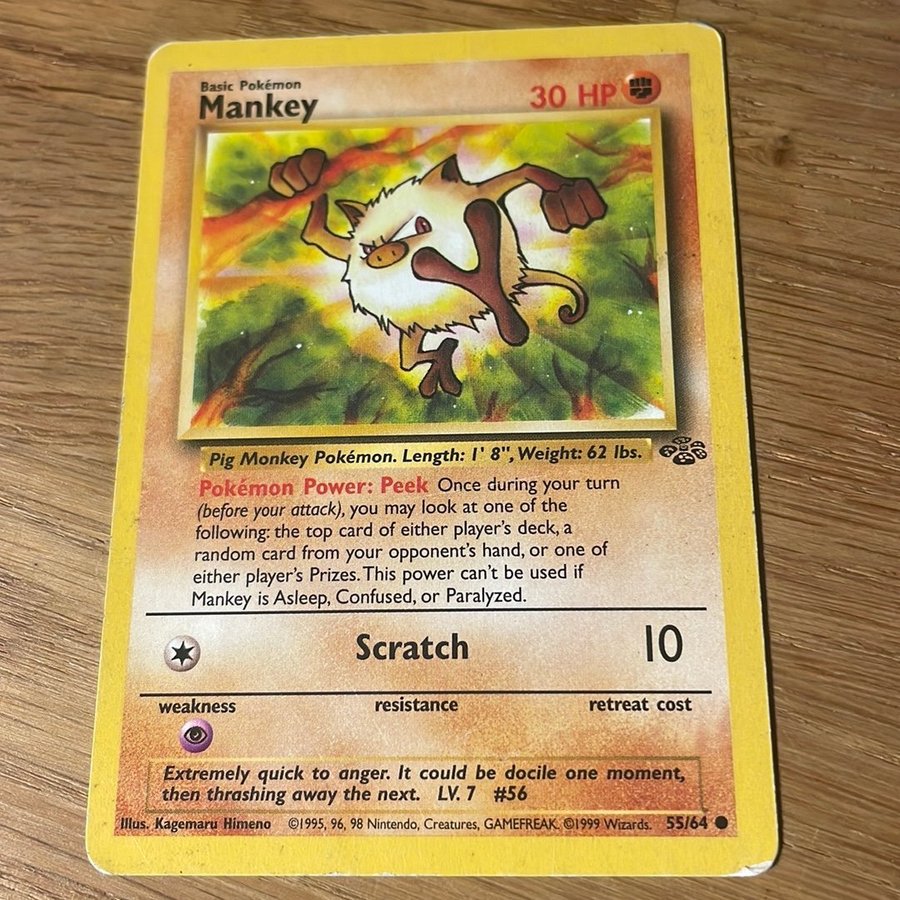 Basic Pokémon
Mankey
30 HP
Pig Monkey Pokémon. Length: 1' 8", Weight: 62 lbs.
Pokémon Power: Peek Once during your turn
(before your attack), you may look at one of the
following: the top card of either player's deck, a
random card from your opponent's hand, or one of
either player's Prizes. This power can't be used if
Mankey is Asleep, Confused, or Paralyzed.
Scratch 10
weakness resistance retreat cost
Extremely quick to anger. It could be docile one moment,
then thrashing away the next. LV. 7 #56
Illus. Kagemaru Himeno ©1995, 96, 98 Nintendo, Creatures, GAMEFREAK. ©1999 Wizards. 55/64